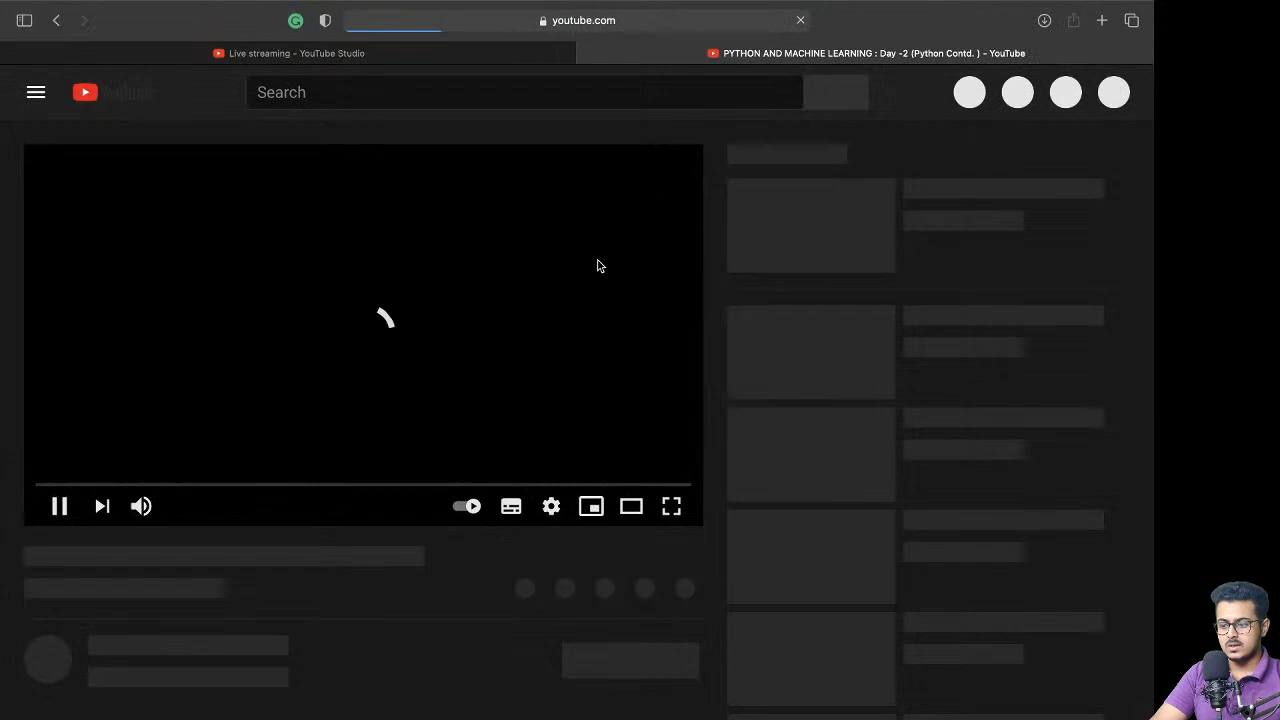 youtube.com
Live streaming - YouTube Studio
PYTHON AND MACHINE LEARNING : Day -2 (Python Contd. ) - YouTube
Search